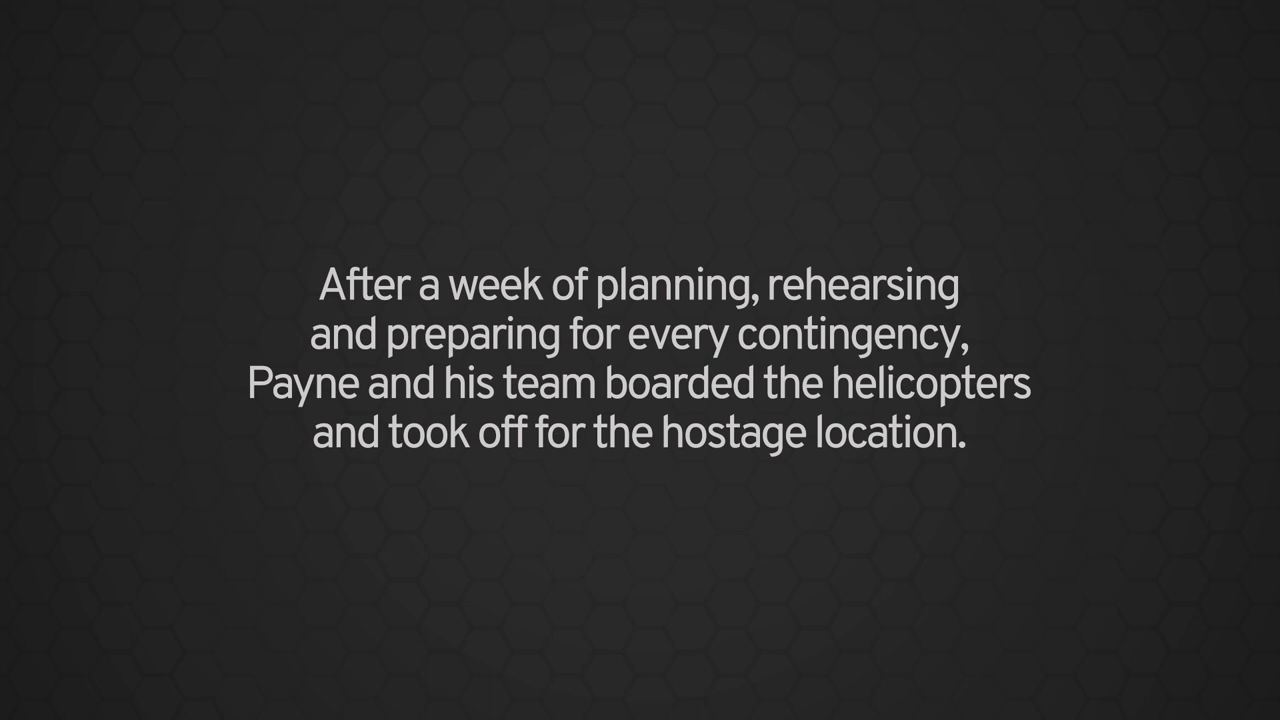 After a week of planning, rehearsing
and preparing for every contingency,
Payne and his team boarded the helicopters
and took off for the hostage location.